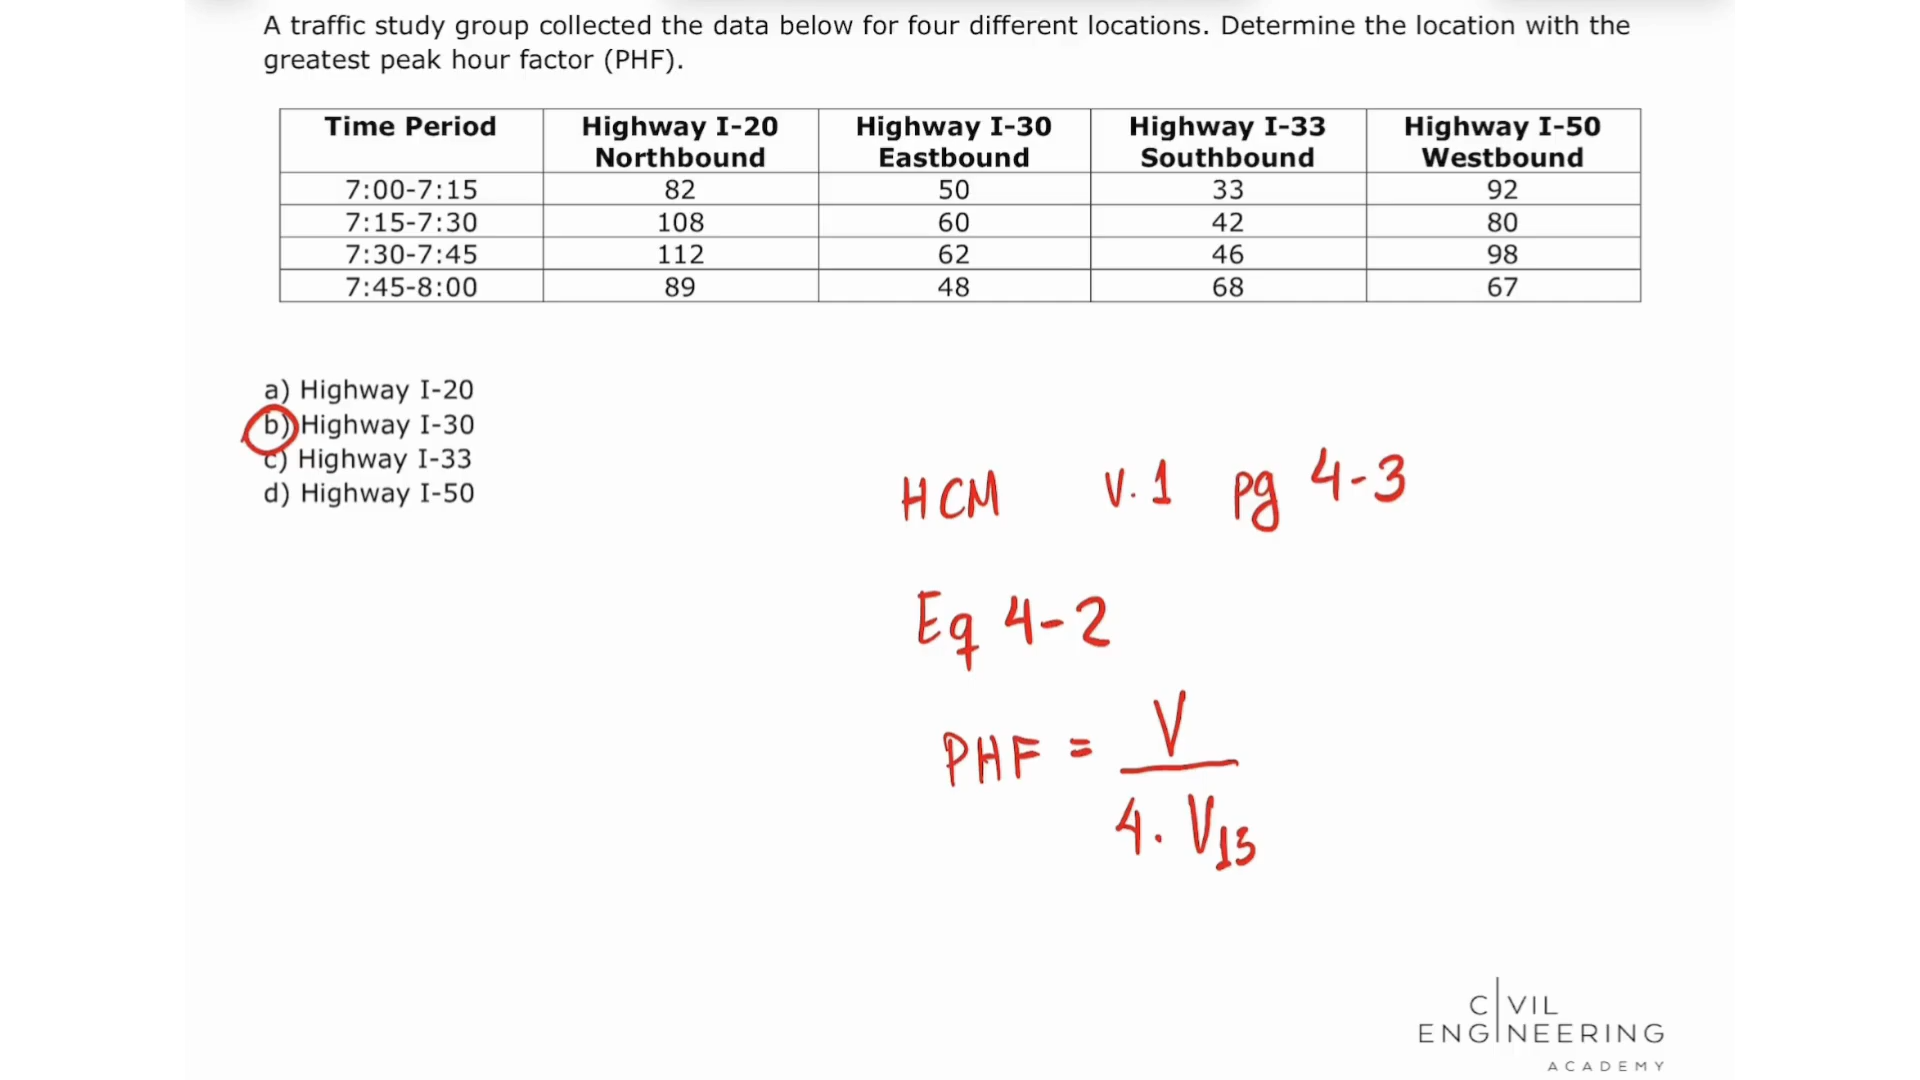 A traffic study group collected the data below for four different locations. Determine the location with the
greatest peak hour factor (PHF).
Time Period Highway I-20 Northbound Highway I-30 Eastbound Highway I-33 Southbound Highway I-50 Westbound
7:00-7:15 82 50 33 92
7:15-7:30 108 60 42 80
7:30-7:45 112 62 46 98
7:45-8:00 89 48 68 67
a) Highway I-20
b) Highway I-30
c) Highway I-33
d) Highway I-50
HCM V.1 pg 4-3
Eq 4-2
PHF = V
4. V15
CIVIL
ENGINEERING
ACADEMY